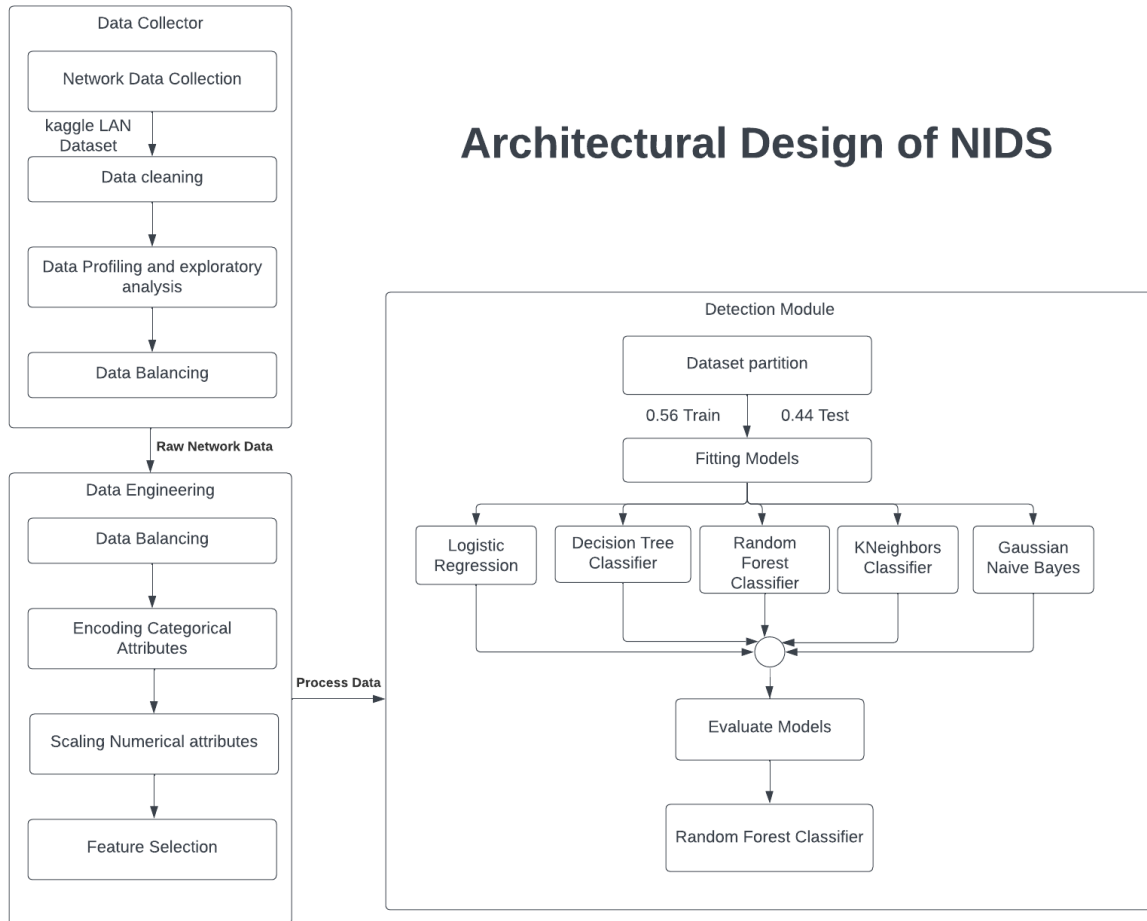 Data Collector
Network Data Collection
kaggle LAN
Dataset
Data cleaning
Data Profiling and exploratory
analysis
Data Balancing
Raw Network Data
Data Engineering
Data Balancing
Encoding Categorical
Attributes
Scaling Numerical attributes
Feature Selection
Process Data
Architectural Design of NIDS
Detection Module
Dataset partition
0.56 Train
0.44 Test
Fitting Models
Logistic
Regression
Decision Tree
Classifier
Random
Forest
Classifier
KNeighbors
Classifier
Gaussian
Naive Bayes
Evaluate Models
Random Forest Classifier